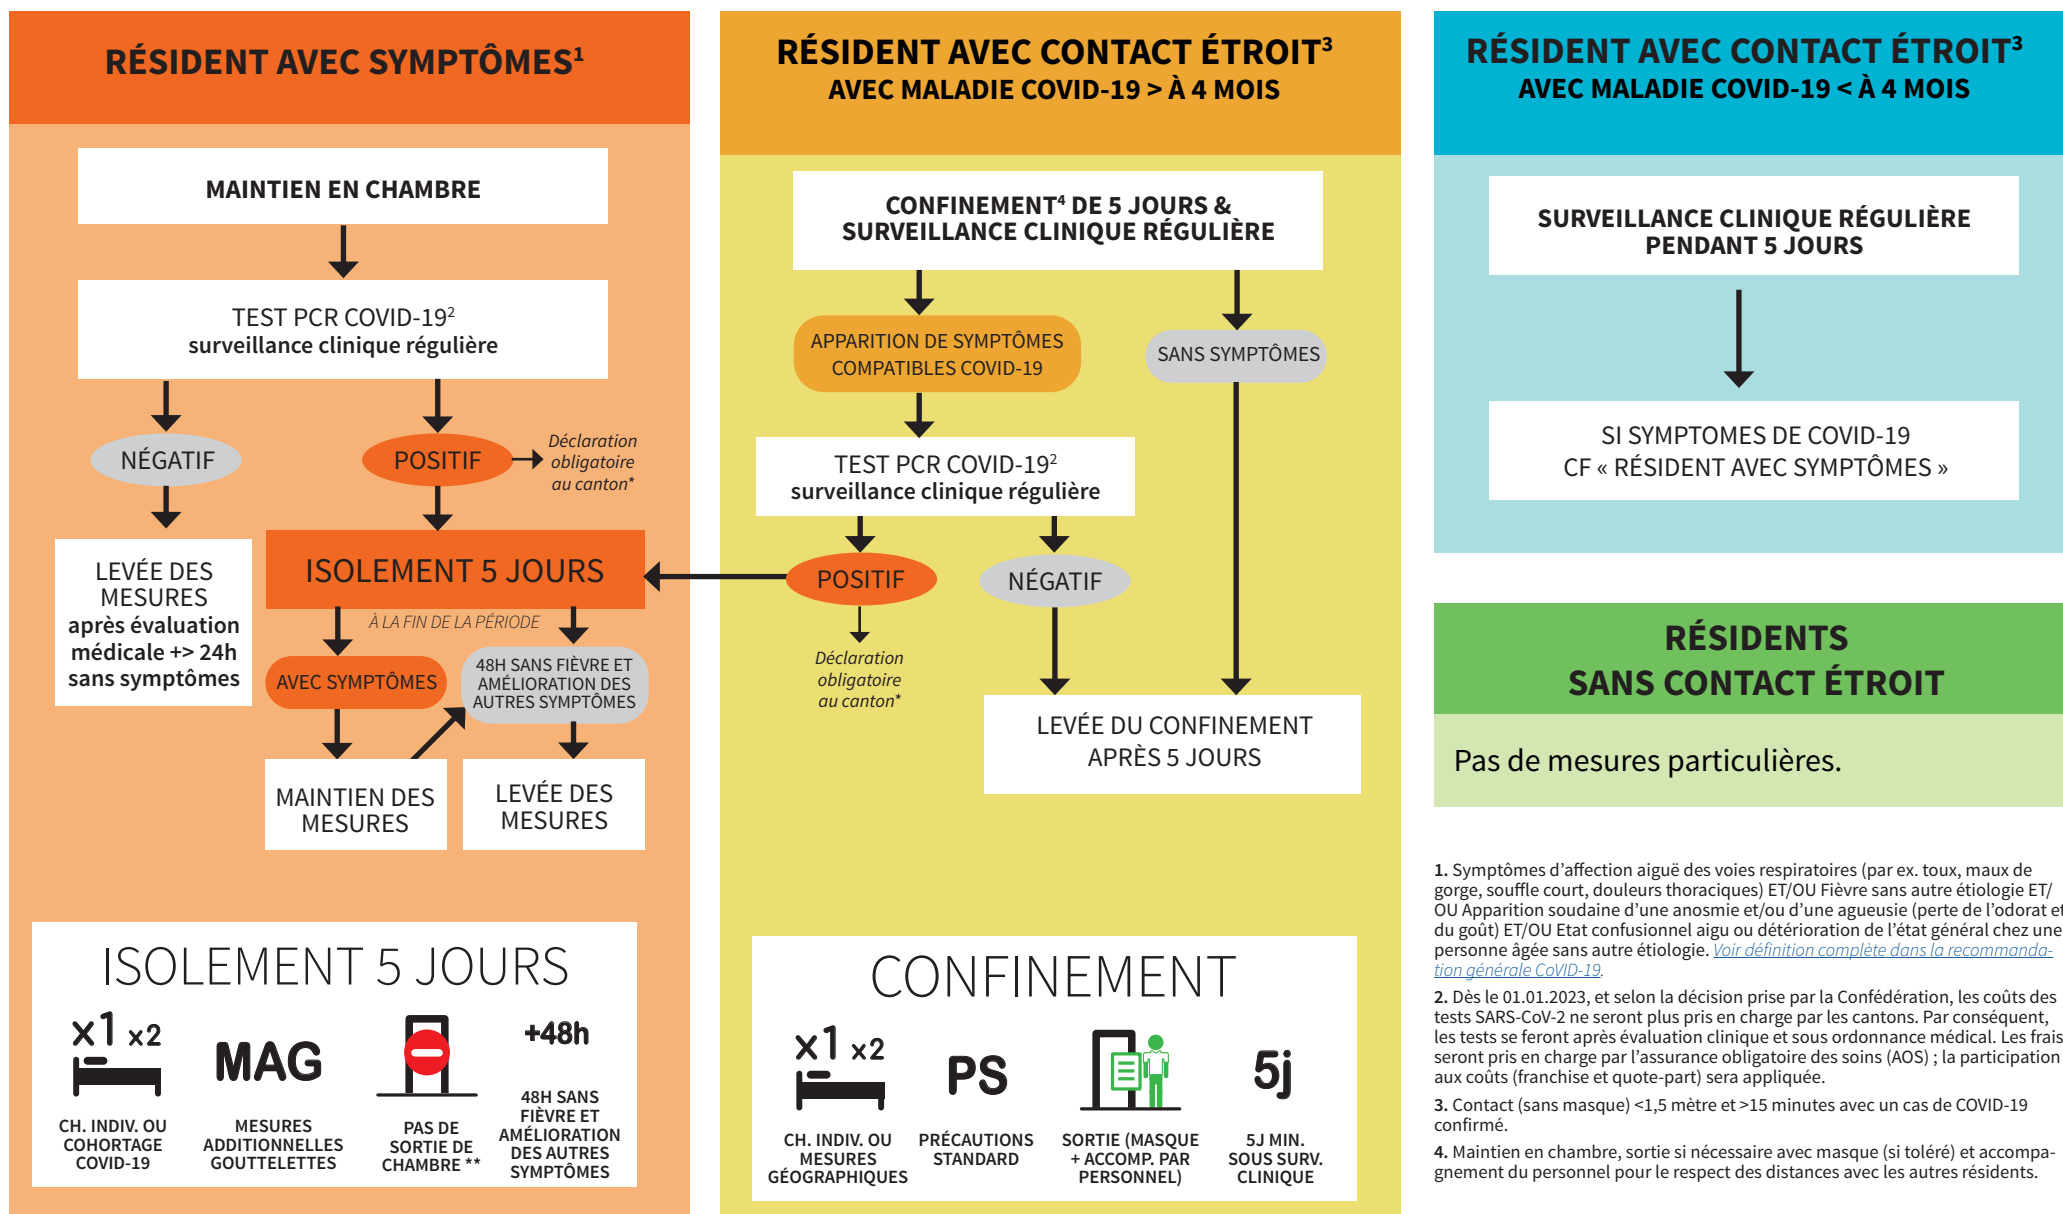 RÉSIDENT AVEC SYMPTÔMES1
MAINTIEN EN CHAMBRE
TEST PCR COVID-192
surveillance clinique régulière
NÉGATIF
POSITIF
Déclaration
obligatoire
au canton*
LEVÉE DES
MESURES
après évaluation
médicale +> 24h
sans symptômes
ISOLEMENT 5 JOURS
À LA FIN DE LA PÉRIODE
AVEC SYMPTÔMES
48H SANS FIÈVRE ET
AMÉLIORATION DES
AUTRES SYMPTÔMES
MAINTIEN DES
MESURES
LEVÉE DES
MESURES
ISOLEMENT 5 JOURS
x1 x2
CH. INDIV. OU
COHORTAGE
COVID-19
MAG
MESURES
ADDITIONNELLES
GOUTTELETTES
PAS DE
SORTIE DE
CHAMBRE **
+48h
48H SANS
FIÈVRE ET
AMÉLIORATION
DES AUTRES
SYMPTÔMES
RÉSIDENT AVEC CONTACT ÉTROIT3
AVEC MALADIE COVID-19 > À 4 MOIS
CONFINEMENT4 DE 5 JOURS &
SURVEILLANCE CLINIQUE RÉGULIÈRE
APPARITION DE SYMPTÔMES
COMPATIBLES COVID-19
SANS SYMPTÔMES
TEST PCR COVID-192
surveillance clinique régulière
POSITIF
NÉGATIF
Déclaration
obligatoire
au canton*
LEVÉE DU CONFINEMENT
APRÈS 5 JOURS
CONFINEMENT
x1 x2
CH. INDIV. OU
MESURES
GÉOGRAPHIQUES
PS
PRÉCAUTIONS
STANDARD
SORTIE (MASQUE
+ ACCOMP. PAR
PERSONNEL)
5j
5J MIN.
SOUS SURV.
CLINIQUE
RÉSIDENT AVEC CONTACT ÉTROIT3
AVEC MALADIE COVID-19 < À 4 MOIS
SURVEILLANCE CLINIQUE RÉGULIÈRE
PENDANT 5 JOURS
SI SYMPTOMES DE COVID-19
CF « RÉSIDENT AVEC SYMPTÔMES »
RÉSIDENTS
SANS CONTACT ÉTROIT
Pas de mesures particulières.
1. Symptômes d’affection aiguë des voies respiratoires (par ex. toux, maux de
gorge, souffle court, douleurs thoraciques) ET/OU Fièvre sans autre étiologie ET/
OU Apparition soudaine d’une anosmie et/ou d’une agueusie (perte de l’odorat et
du goût) ET/OU Etat confusionnel aigu ou détérioration de l’état général chez une
personne âgée sans autre étiologie. Voir définition complète dans la recommanda-
tion générale CoVID-19.
2. Dès le 01.01.2023, et selon la décision prise par la Confédération, les coûts des
tests SARS-CoV-2 ne seront plus pris en charge par les cantons. Par conséquent,
les tests se feront après évaluation clinique et sous ordonnance médical. Les frais
seront pris en charge par l’assurance obligatoire des soins (AOS) ; la participation
aux coûts (franchise et quote-part) sera appliquée.
3. Contact (sans masque) <1,5 mètre et >15 minutes avec un cas de COVID-19
confirmé.
4. Maintien en chambre, sortie si nécessaire avec masque (si toléré) et accompa-
gnement du personnel pour le respect des distances avec les autres résidents.